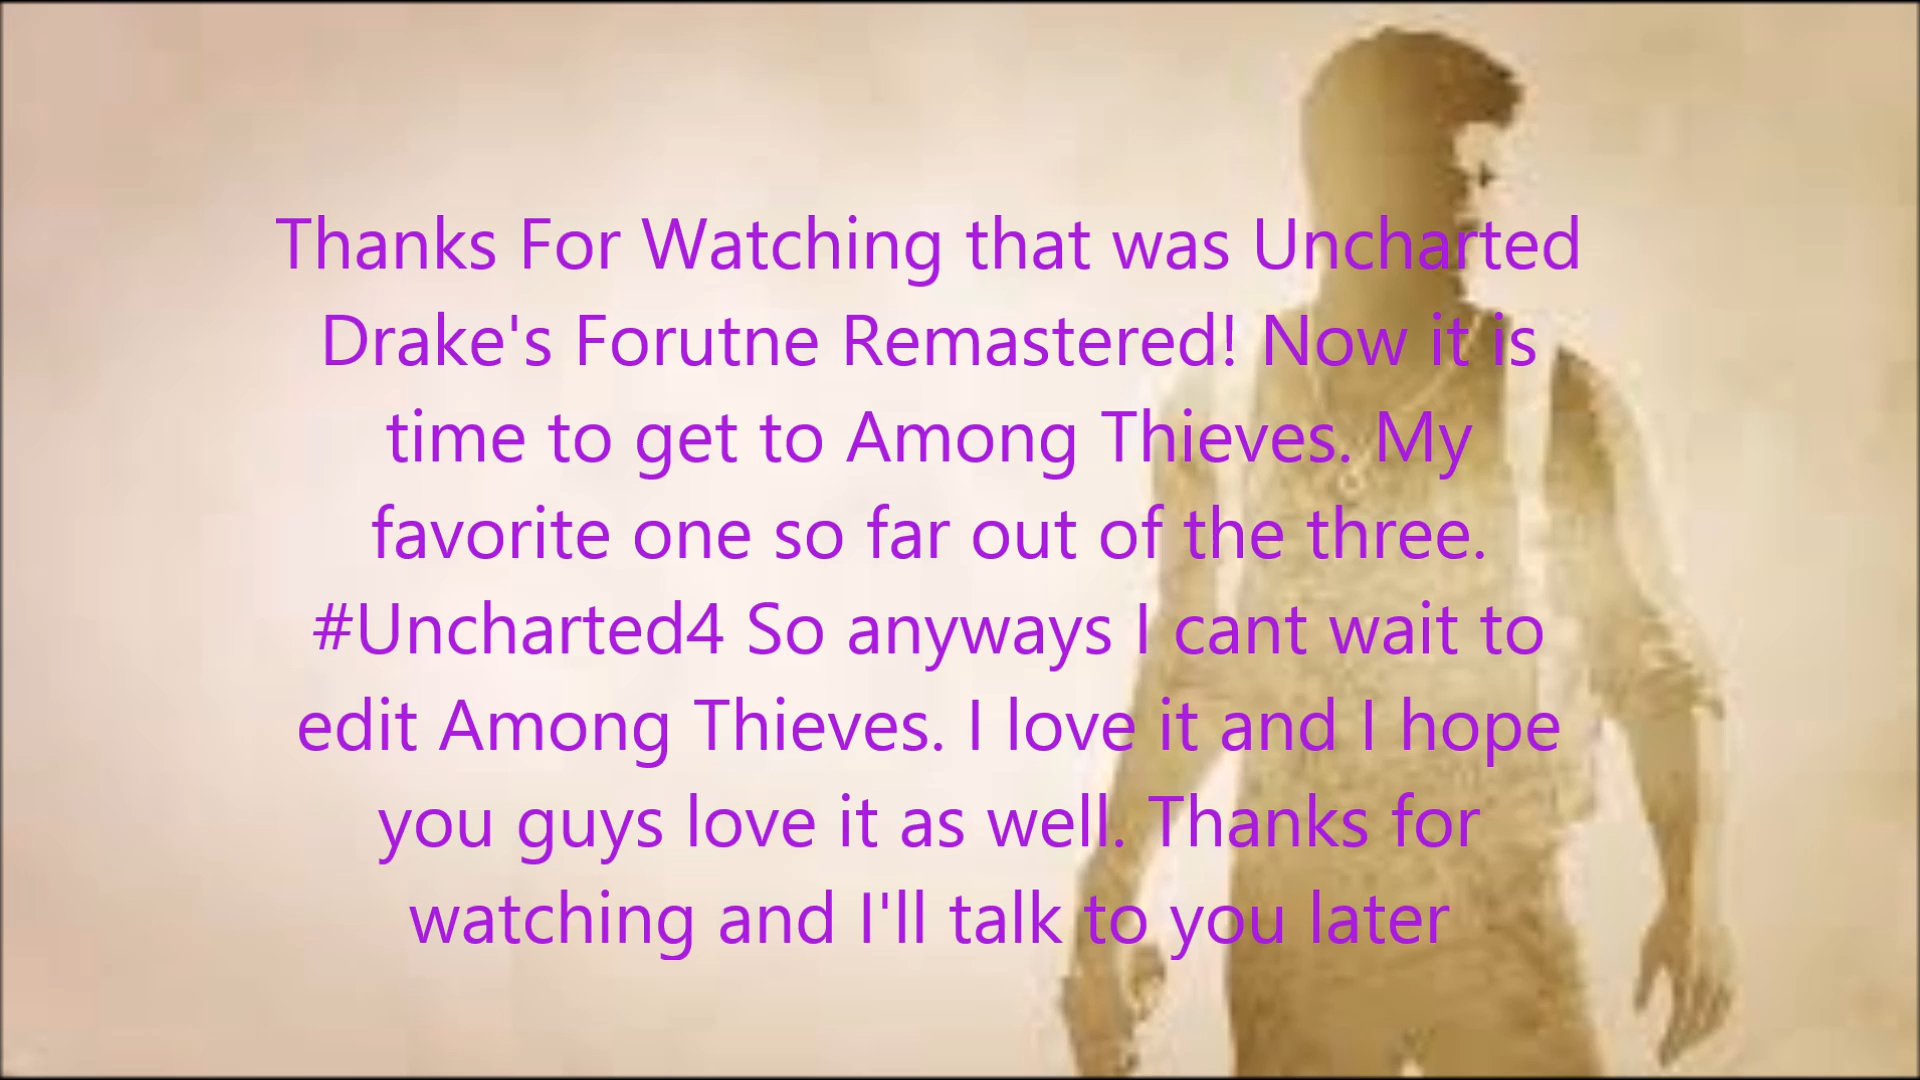 Thanks For Watching that was Uncharted
Drake's Forutne Remastered! Now it is
time to get to Among Thieves. My
favorite one so far out of the three.
#Uncharted4 So anyways I cant wait to
edit Among Thieves. I love it and I hope
you guys love it as well. Thanks for
watching and I'll talk to you later